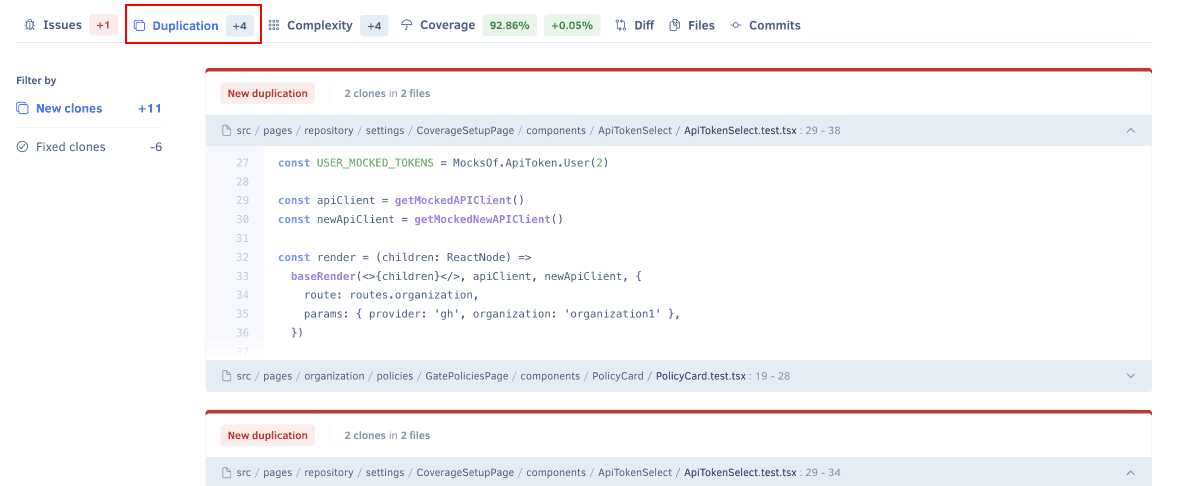 Issues +1 Duplication +4 Complexity +4 Coverage 92.86% +0.05% Diff Files Commits
Filter by
New clones +11
Fixed clones -6
New duplication 2 clones in 2 files
src / pages / repository / settings / CoverageSetupPage / components / ApiTokenSelect / ApiTokenSelect.test.tsx : 29 - 38
27 const USER_MOCKED_TOKENS = MocksOf.ApiToken.User(2)
28
29 const apiClient = getMockedAPIClient()
30 const newApiClient = getMockedNewAPIClient()
31
32 const render = (children: ReactNode) =>
33 baseRender(<>{children}</>, apiClient, newApiClient, {
34 route: routes.organization,
35 params: { provider: 'gh', organization: 'organization1' },
36 })
37
src / pages / organization / policies / GatePoliciesPage / components / PolicyCard / PolicyCard.test.tsx : 19 - 28
New duplication 2 clones in 2 files
src / pages / repository / settings / CoverageSetupPage / components / ApiTokenSelect / ApiTokenSelect.test.tsx : 29 - 34